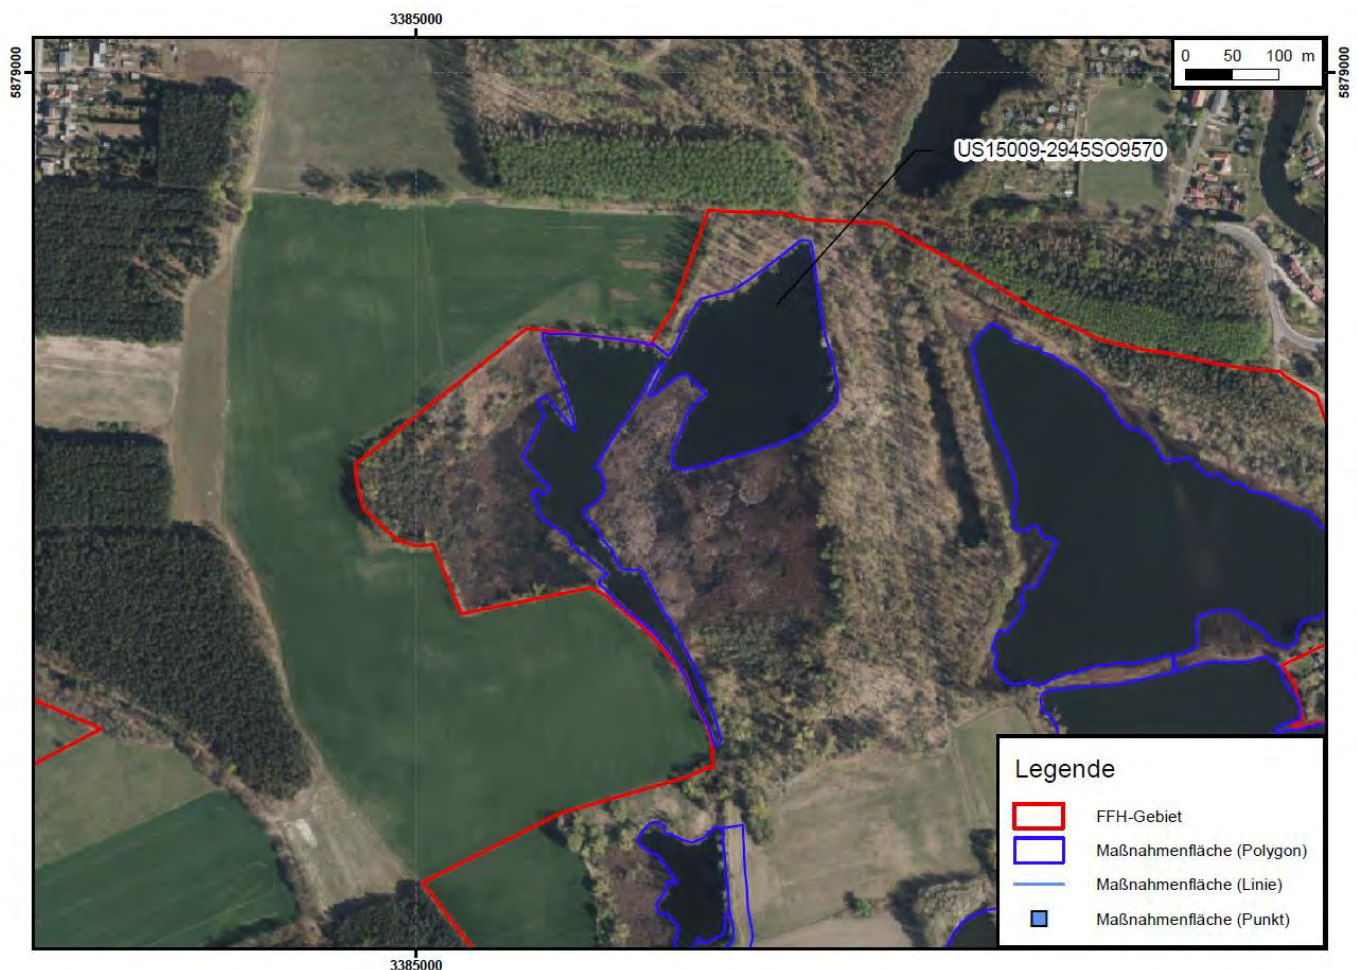 3385000
5879000
0 50 100 m
5879000
US15009-2945SO9570
Legende
FFH-Gebiet
Maßnahmenfläche (Polygon)
Maßnahmenfläche (Linie)
Maßnahmenfläche (Punkt)
3385000